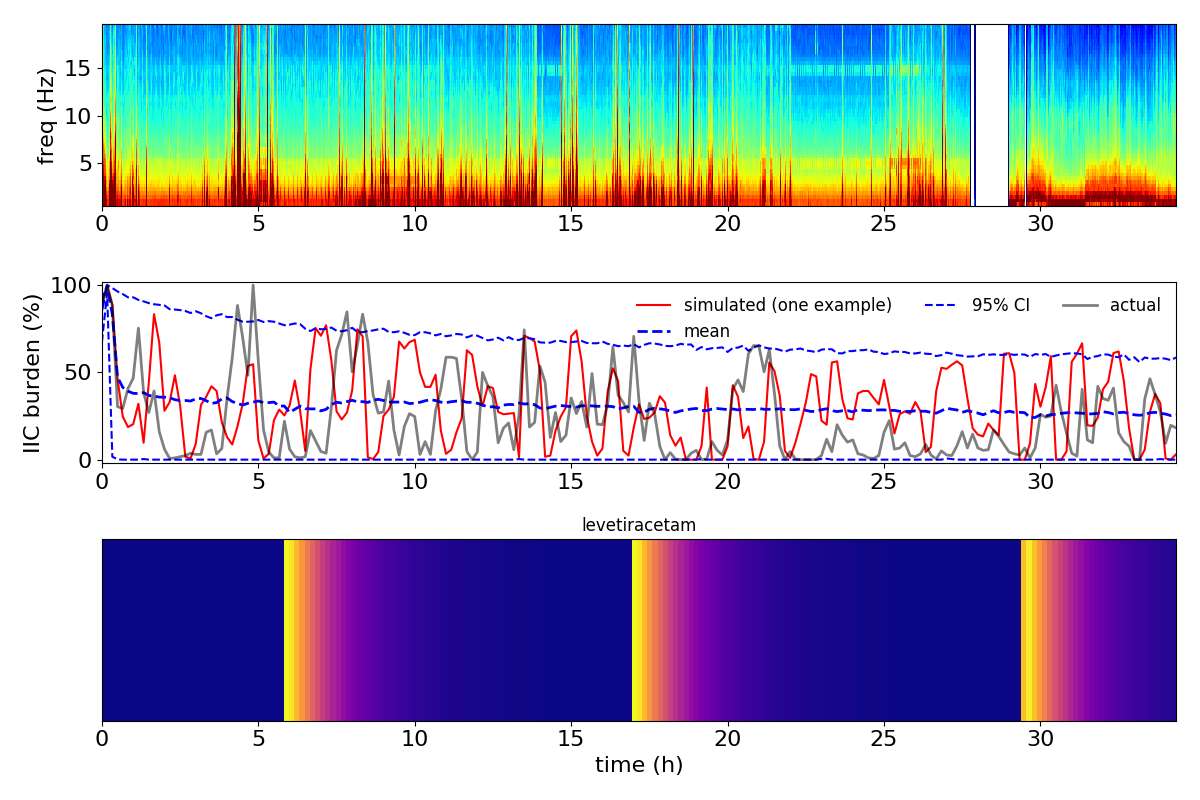 freq (Hz)
15
10
5
0 5 10 15 20 25 30
IIC burden (%)
100
50
0
simulated (one example)
mean
95% CI
actual
0 5 10 15 20 25 30
levetiracetam
0 5 10 15 20 25 30
time (h)